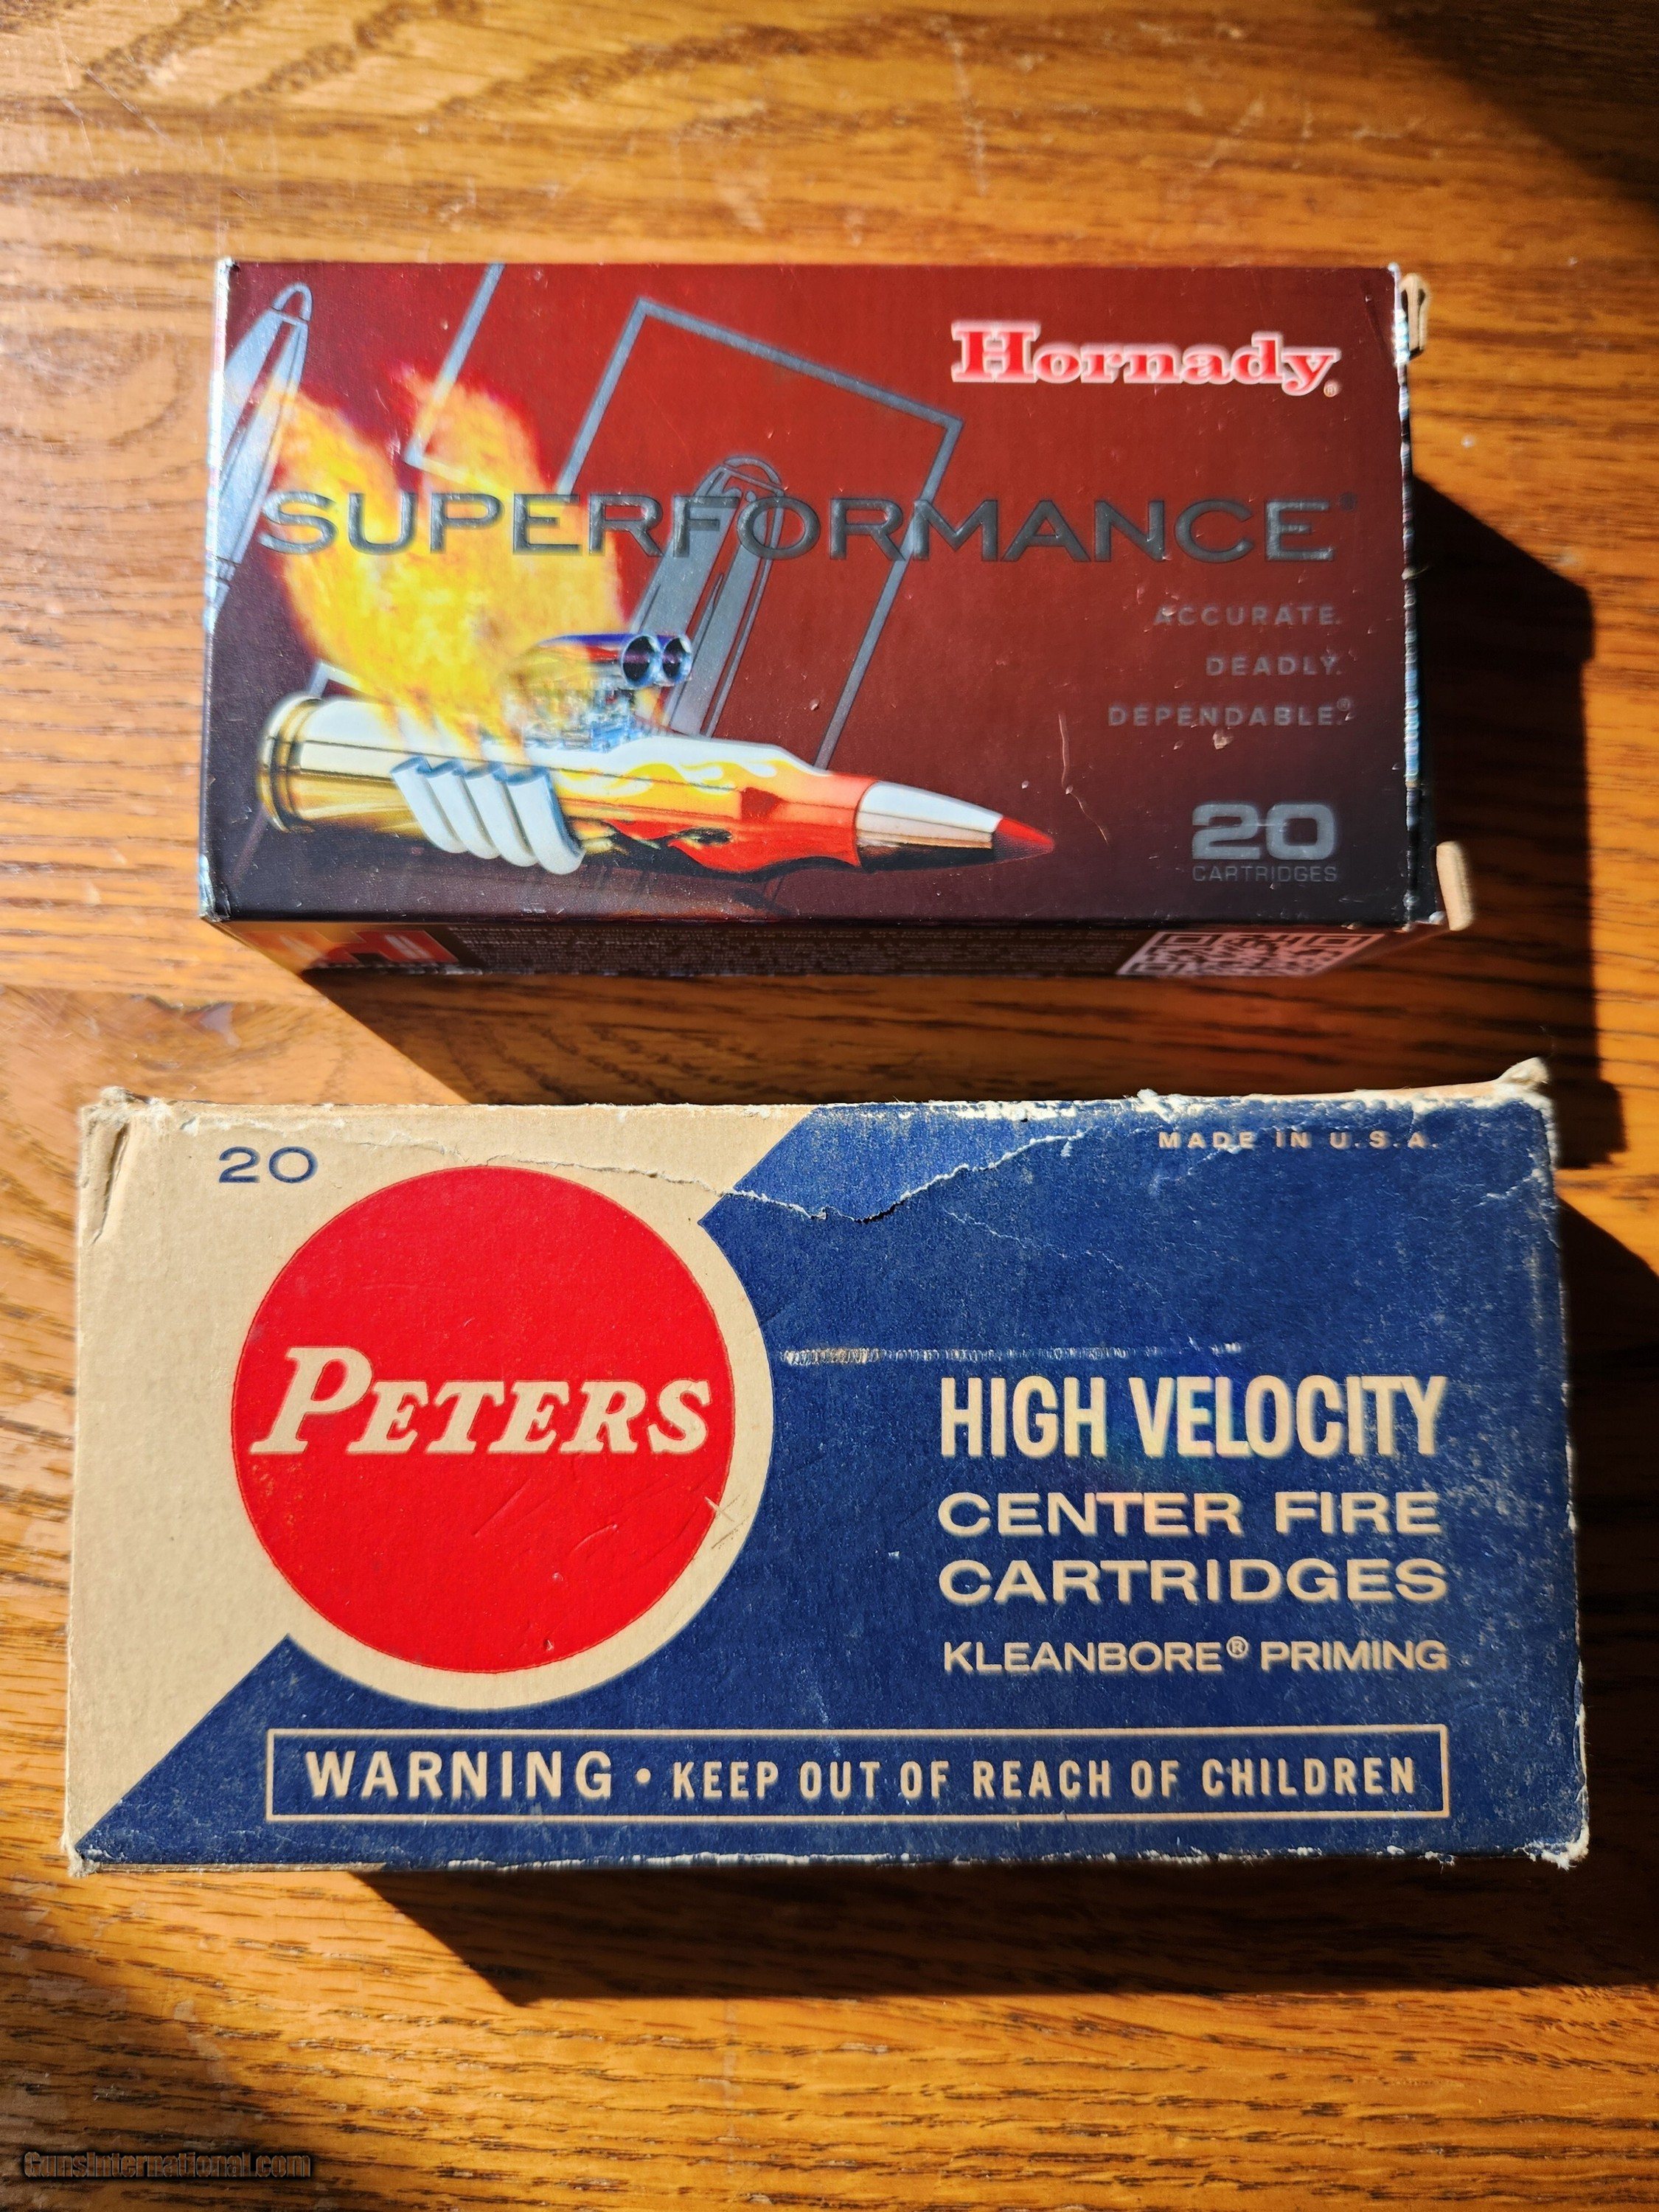 Hornady®
SUPERFORMANCE®
ACCURATE.
DEADLY.
DEPENDABLE.®
20
CARTRIDGES
20
MADE IN U.S.A.
PETERS
HIGH VELOCITY
CENTER FIRE
CARTRIDGES
KLEANBORE® PRIMING
WARNING • KEEP OUT OF REACH OF CHILDREN
GunsInternational.com